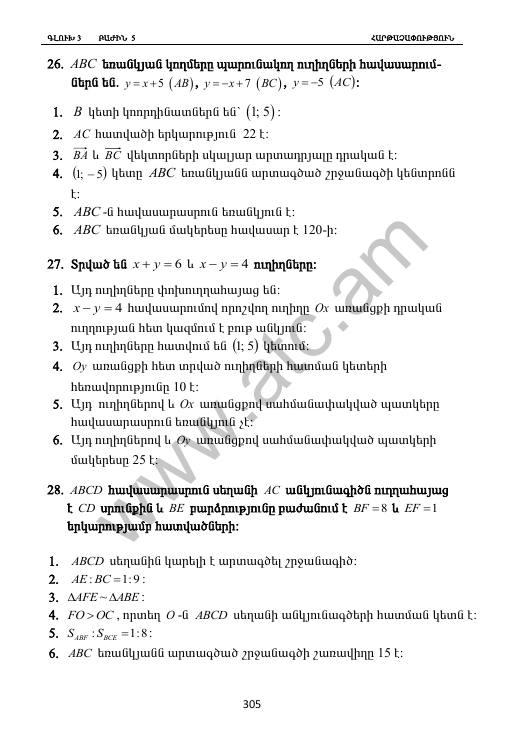 ԳԼՈՒԽ 3 ԲԱԺԻՆ 5 ՀԱՐԹԱՉԱՓՈՒԹՅՈՒՆ
26. ABC եռանկյան կողմերը պարունակող ուղիղների հավասարում-
ներն են. y = x + 5 (AB), y = −x + 7 (BC), y = −5 (AC):
1. B կետի կոորդինատներն են` (1; 5) :
2. AC հատվածի երկարություն 22 է:
3. BA և BC վեկտորների սկալյար արտադրյալը դրական է:
4. (1; −5) կետը ABC եռանկյանն արտագծած շրջանագծի կենտրոնն
է:
5. ABC -ն հավասարասրուն եռանկյուն է:
6. ABC եռանկյան մակերեսը հավասար է 120-ի:
27. Տրված են x + y = 6 և x − y = 4 ուղիղները:
1. Այդ ուղիղները փոխուղղահայաց են:
2. x − y = 4 հավասարումով որոշվող ուղիղը Ox առանցքի դրական
ուղղության հետ կազմում է բութ անկյուն:
3. Այդ ուղիղները հատվում են (1; 5) կետում:
4. Oy առանցքի հետ տրված ուղիղների հատման կետերի
հեռավորությունը 10 է:
5. Այդ ուղիղներով և Ox առանցքով սահմանափակված պատկերը
հավասարասրուն եռանկյուն չէ:
6. Այդ ուղիղներով և Oy առանցքով սահմանափակված պատկերի
մակերեսը 25 է:
28. ABCD հավասարասրուն սեղանի AC անկյունագիծն ուղղահայաց
է CD սրունքին և BE բարձրությունը բաժանում է BF = 8 և EF = 1
երկարությամբ հատվածների:
1. ABCD սեղանին կարելի է արտագծել շրջանագիծ:
2. AE : BC = 1 : 9 :
3. ΔAFE ~ ΔABE :
4. FO > OC , որտեղ O -ն ABCD սեղանի անկյունագծերի հատման կետն է:
5. S_ABF : S_BCE = 1 : 8 :
6. ABC եռանկյանն արտագծած շրջանագծի շառավիղը 15 է:
www.atc.am
305